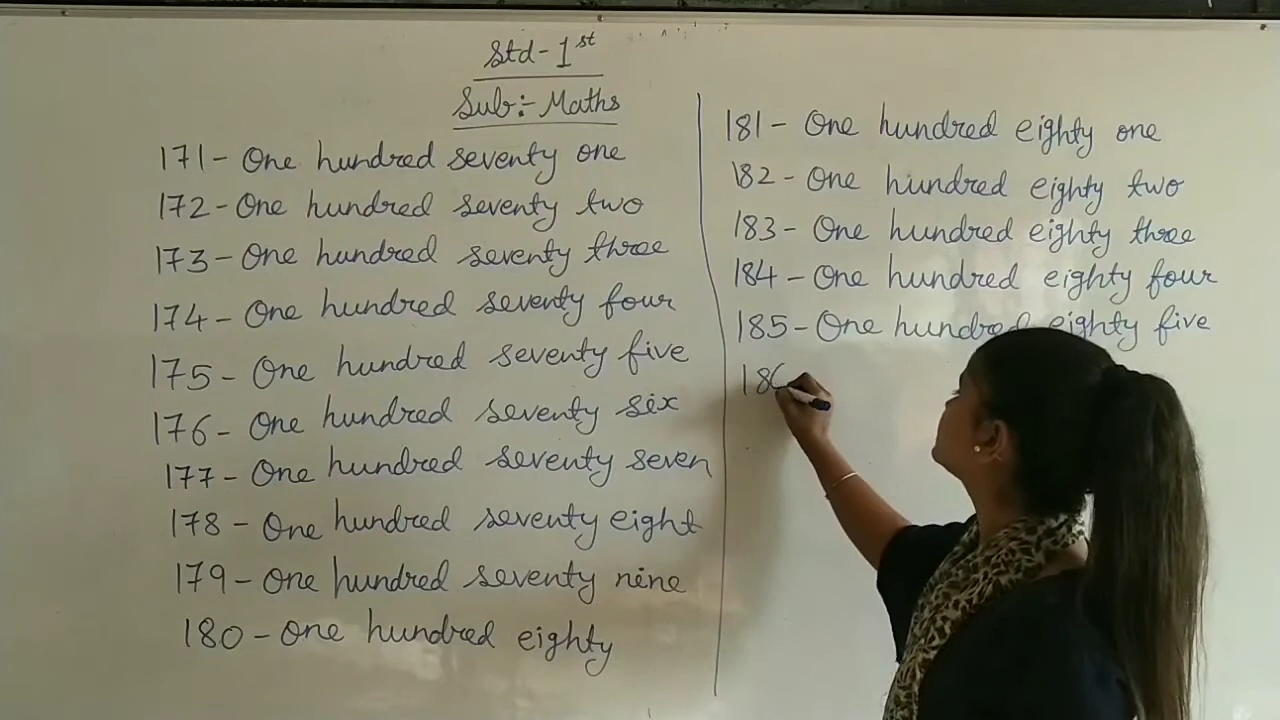 Std-1st
Sub:- Maths
171- One hundred seventy one
172- One hundred seventy two
173- One hundred seventy three
174- One hundred seventy four
175- One hundred seventy five
176- One hundred seventy six
177- One hundred seventy seven
178- One hundred seventy eight
179- One hundred seventy nine
180- One hundred eighty
181- One hundred eighty one
182- One hundred eighty two
183- One hundred eighty three
184- One hundred eighty four
185- One hundred eighty five
18